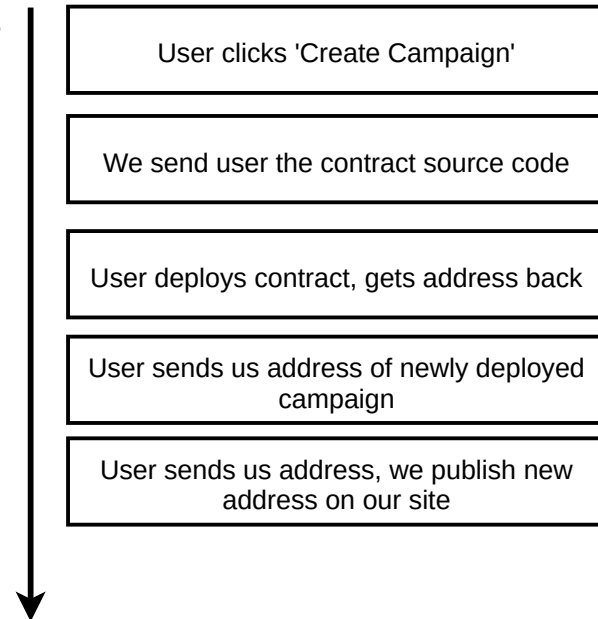 User clicks 'Create Campaign'
We send user the contract source code
User deploys contract, gets address back
User sends us address of newly deployed
campaign
User sends us address, we publish new
address on our site